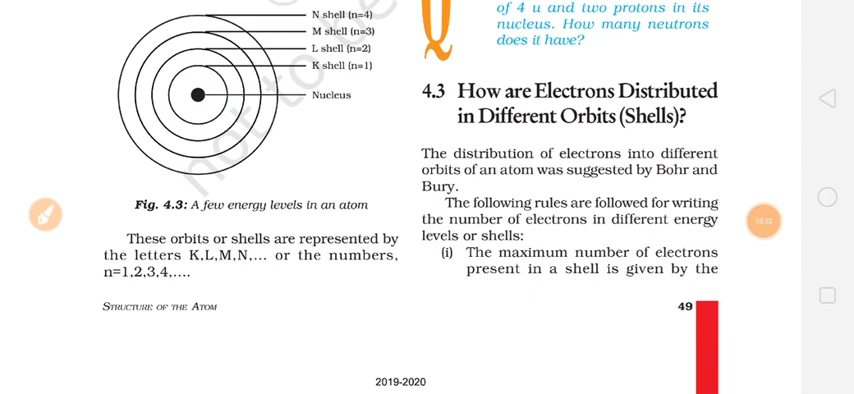 N shell (n=4)
M shell (n=3)
L shell (n=2)
K shell (n=1)
Nucleus
Fig. 4.3: A few energy levels in an atom
These orbits or shells are represented by
the letters K,L,M,N,... or the numbers,
n=1,2,3,4,....
of 4 u and two protons in its
nucleus. How many neutrons
does it have?
Q
4.3 How are Electrons Distributed
in Different Orbits (Shells)?
The distribution of electrons into different
orbits of an atom was suggested by Bohr and
Bury.
The following rules are followed for writing
the number of electrons in different energy
levels or shells:
(i) The maximum number of electrons
present in a shell is given by the
STRUCTURE OF THE ATOM
49
2019-2020
not to be